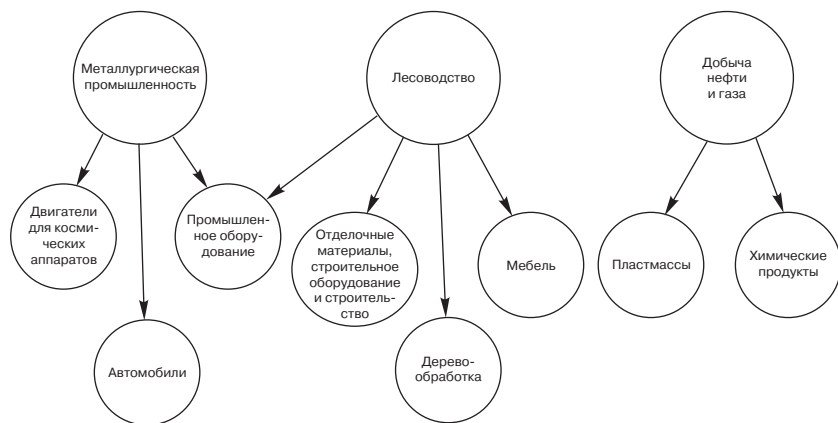 Металлургическая
промышленность
Лесоводство
Добыча
нефти
и газа
Двигатели
для косми-
ческих
аппаратов
Промышлен-
ное обору-
дование
Отделочные
материалы,
строительное
оборудование
и строитель-
ство
Мебель
Пластмассы
Химические
продукты
Автомобили
Дерево-
обработка